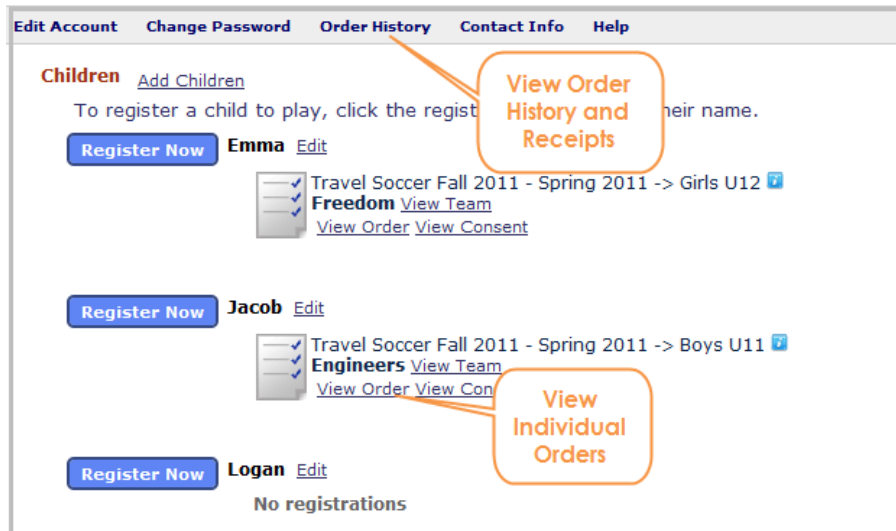 Edit Account Change Password Order History Contact Info Help
Children Add Children
To register a child to play, click the regist
heir name.
View Order
History and
Receipts
Register Now Emma Edit
Travel Soccer Fall 2011 - Spring 2011 -> Girls U12
Freedom View Team
View Order View Consent
Register Now Jacob Edit
Travel Soccer Fall 2011 - Spring 2011 -> Boys U11
Engineers View Team
View Order View Con
View
Individual
Orders
Register Now Logan Edit
No registrations